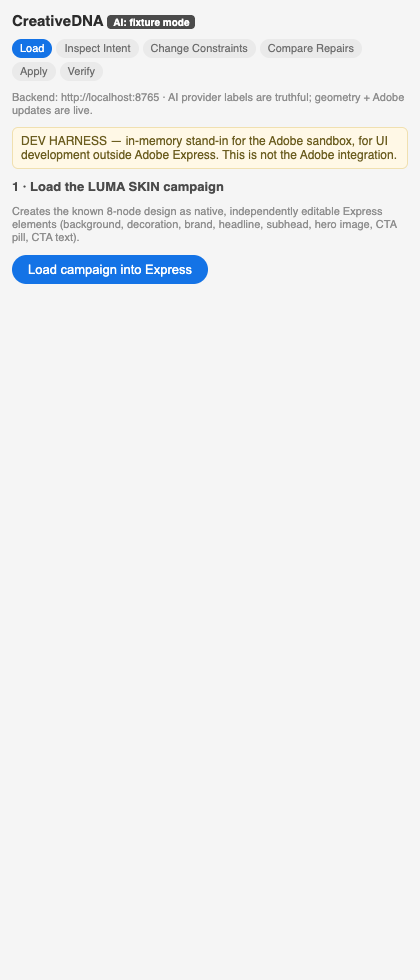 CreativeDNA AI: fixture mode
Load Inspect Intent Change Constraints Compare Repairs
Apply Verify
Backend: http://localhost:8765 · AI provider labels are truthful; geometry + Adobe
updates are live.
DEV HARNESS — in-memory stand-in for the Adobe sandbox, for UI
development outside Adobe Express. This is not the Adobe integration.
1 · Load the LUMA SKIN campaign
Creates the known 8-node design as native, independently editable Express
elements (background, decoration, brand, headline, subhead, hero image, CTA
pill, CTA text).
Load campaign into Express